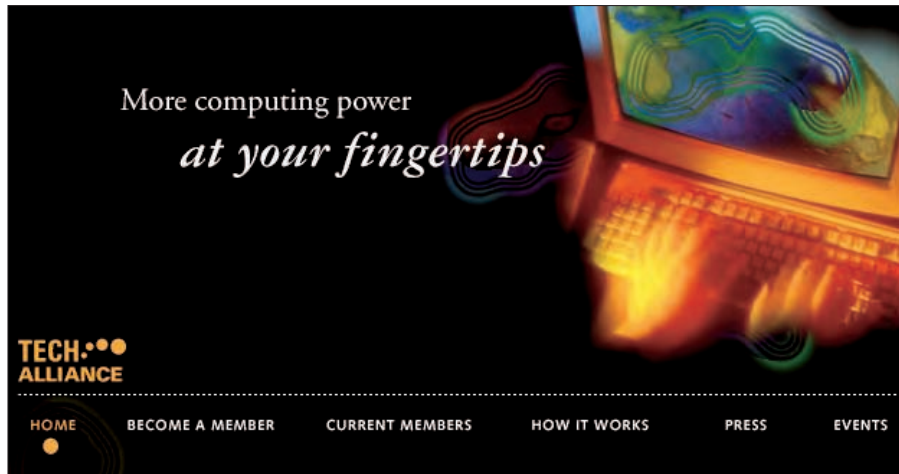 More computing power
at your fingertips
TECH
ALLIANCE
HOME BECOME A MEMBER CURRENT MEMBERS HOW IT WORKS PRESS EVENTS